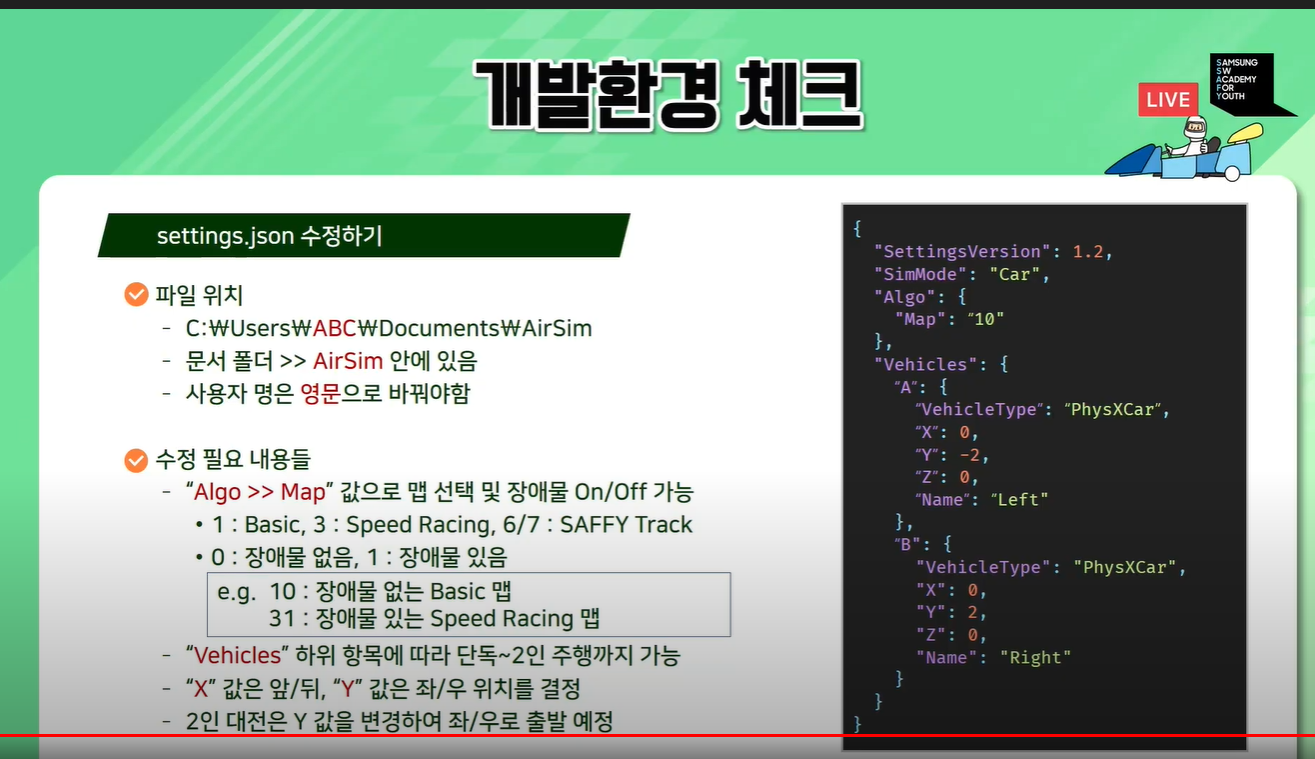 개발환경 체크
LIVE
SAMSUNG
SW
ACADEMY
FOR
YOUTH
settings.json 수정하기
파일 위치
- C:₩Users₩ABC₩Documents₩AirSim
- 문서 폴더 >> AirSim 안에 있음
- 사용자 명은 영문으로 바꿔야함
수정 필요 내용들
- “Algo >> Map” 값으로 맵 선택 및 장애물 On/Off 가능
• 1 : Basic, 3 : Speed Racing, 6/7 : SAFFY Track
• 0 : 장애물 없음, 1 : 장애물 있음
e.g. 10 : 장애물 없는 Basic 맵
31 : 장애물 있는 Speed Racing 맵
- “Vehicles” 하위 항목에 따라 단독~2인 주행까지 가능
- “X” 값은 앞/뒤, “Y” 값은 좌/우 위치를 결정
- 2인 대전은 Y 값을 변경하여 좌/우로 출발 예정
{
"SettingsVersion": 1.2,
"SimMode": "Car",
"Algo": {
"Map": “10"
},
"Vehicles": {
“A”: {
“VehicleType”: “PhysXCar”,
“X”: 0,
“Y”: -2,
“Z”: 0,
“Name”: “Left"
},
“B": {
"VehicleType": "PhysXCar",
"X": 0,
"Y": 2,
"Z": 0,
"Name": "Right"
}
}
}